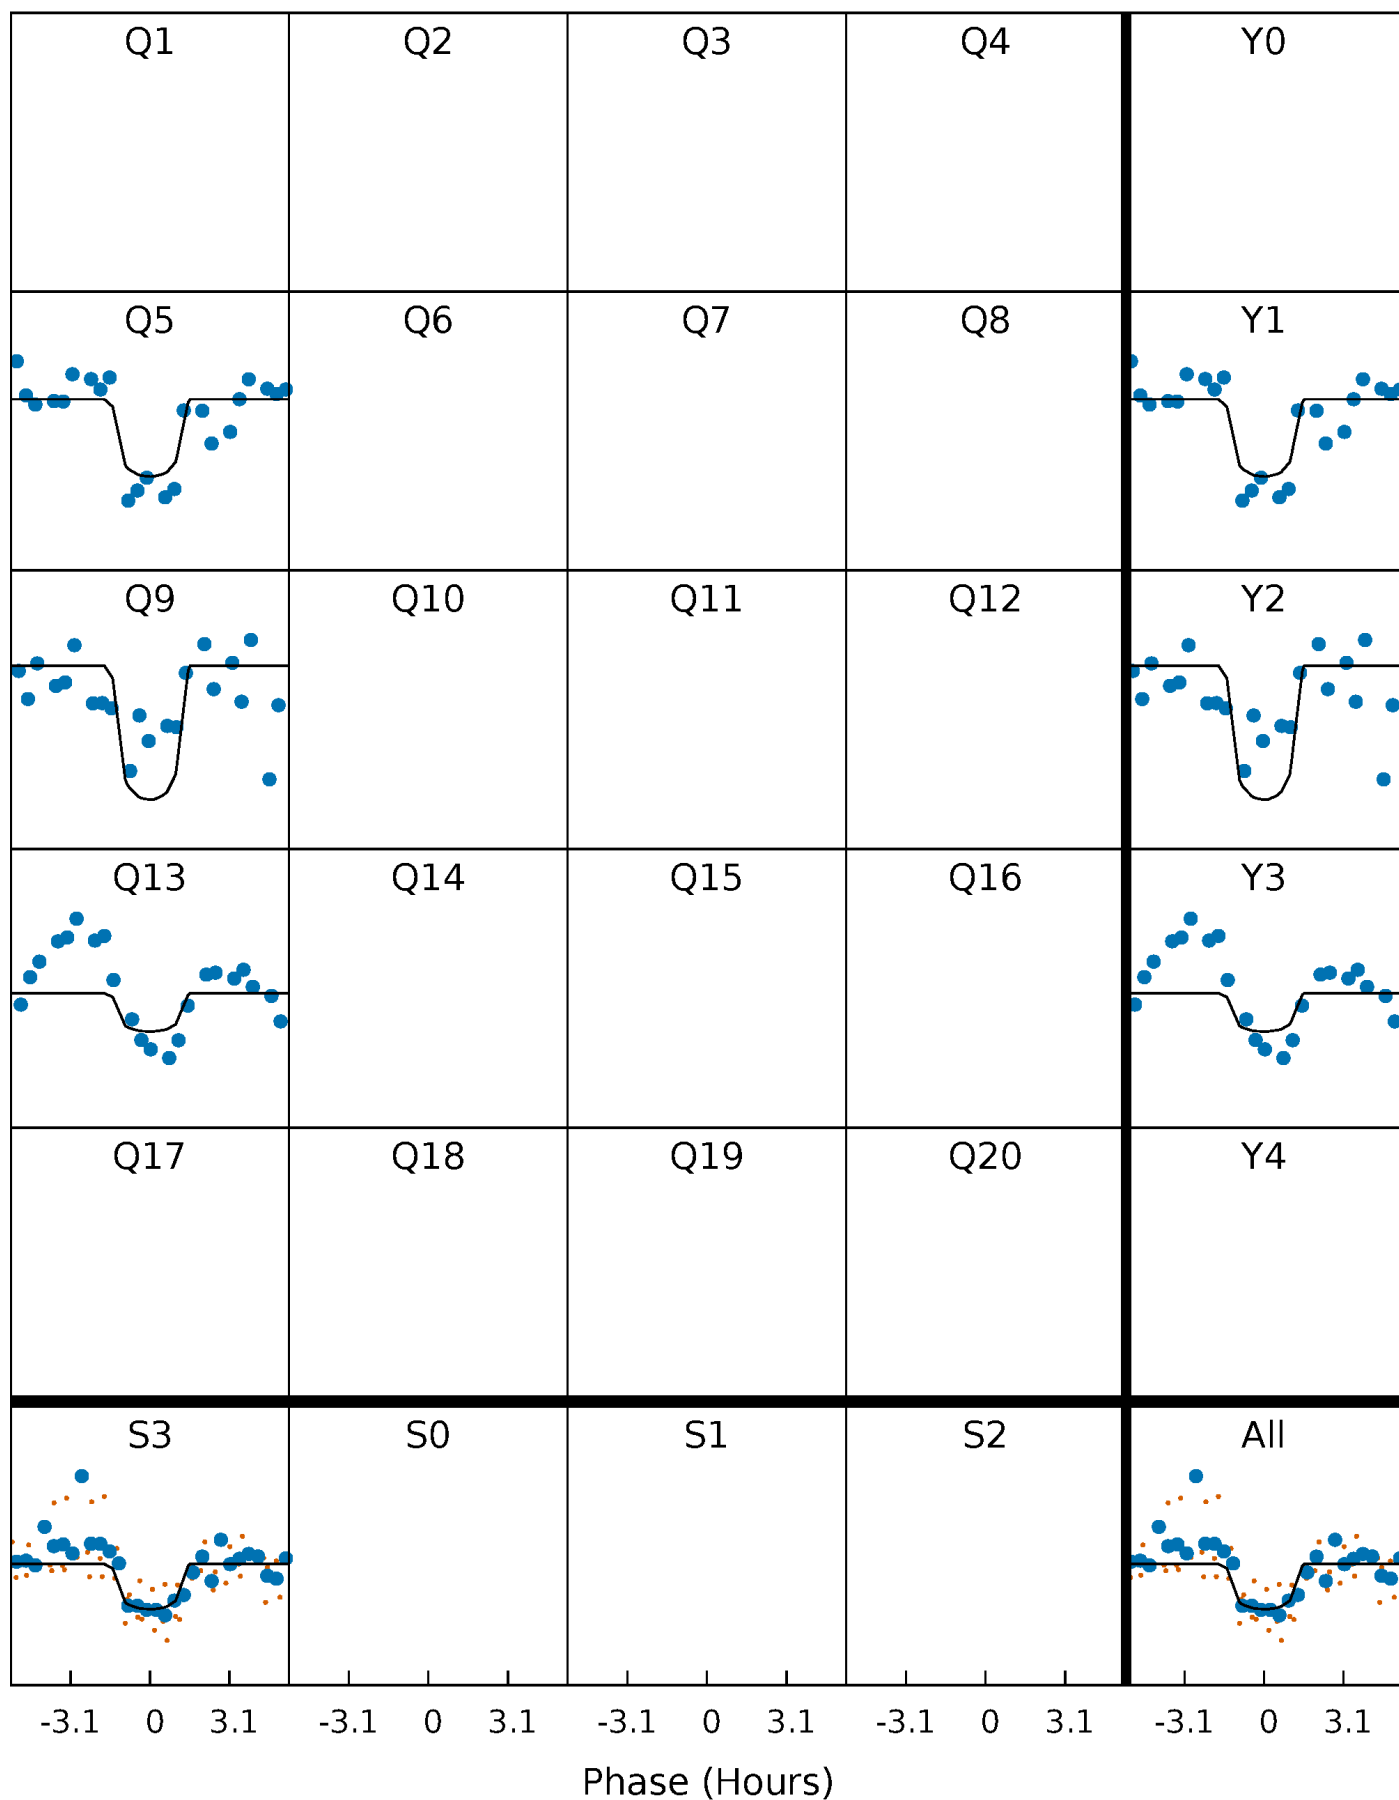 Q1 Q2 Q3 Q4 Y0
Q5 Q6 Q7 Q8 Y1
Q9 Q10 Q11 Q12 Y2
Q13 Q14 Q15 Q16 Y3
Q17 Q18 Q19 Q20 Y4
S3 S0 S1 S2 All
-3.1 0 3.1 -3.1 0 3.1 -3.1 0 3.1 -3.1 0 3.1 -3.1 0 3.1
Phase (Hours)